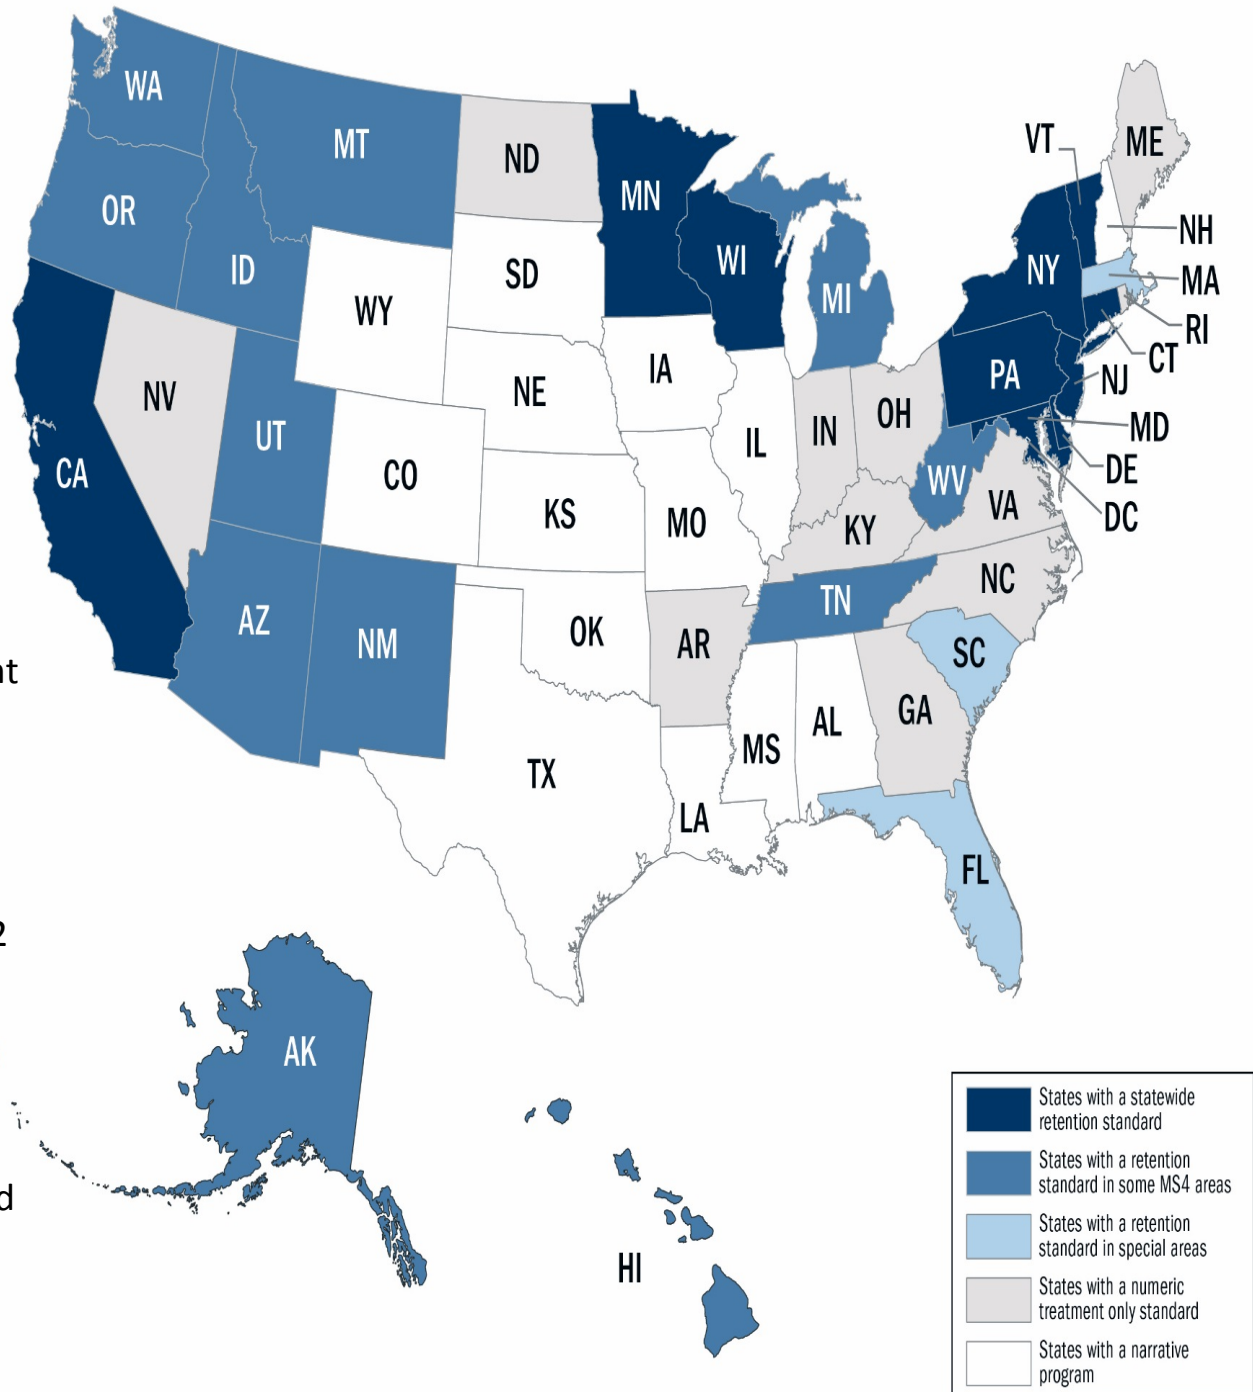 WA
MT
ND
MN
VT
ME
OR
ID
WY
SD
WI
MI
NY
NH
MA
RI
CT
NJ
MD
DE
DC
NV
UT
CO
NE
IA
IL
IN
OH
PA
WV
VA
CA
KS
MO
KY
NC
AZ
NM
OK
AR
TN
SC
TX
LA
MS
AL
GA
FL
nt
2
d
AK
HI
States with a statewide
retention standard
States with a retention
standard in some MS4 areas
States with a retention
standard in special areas
States with a numeric
treatment only standard
States with a narrative
program